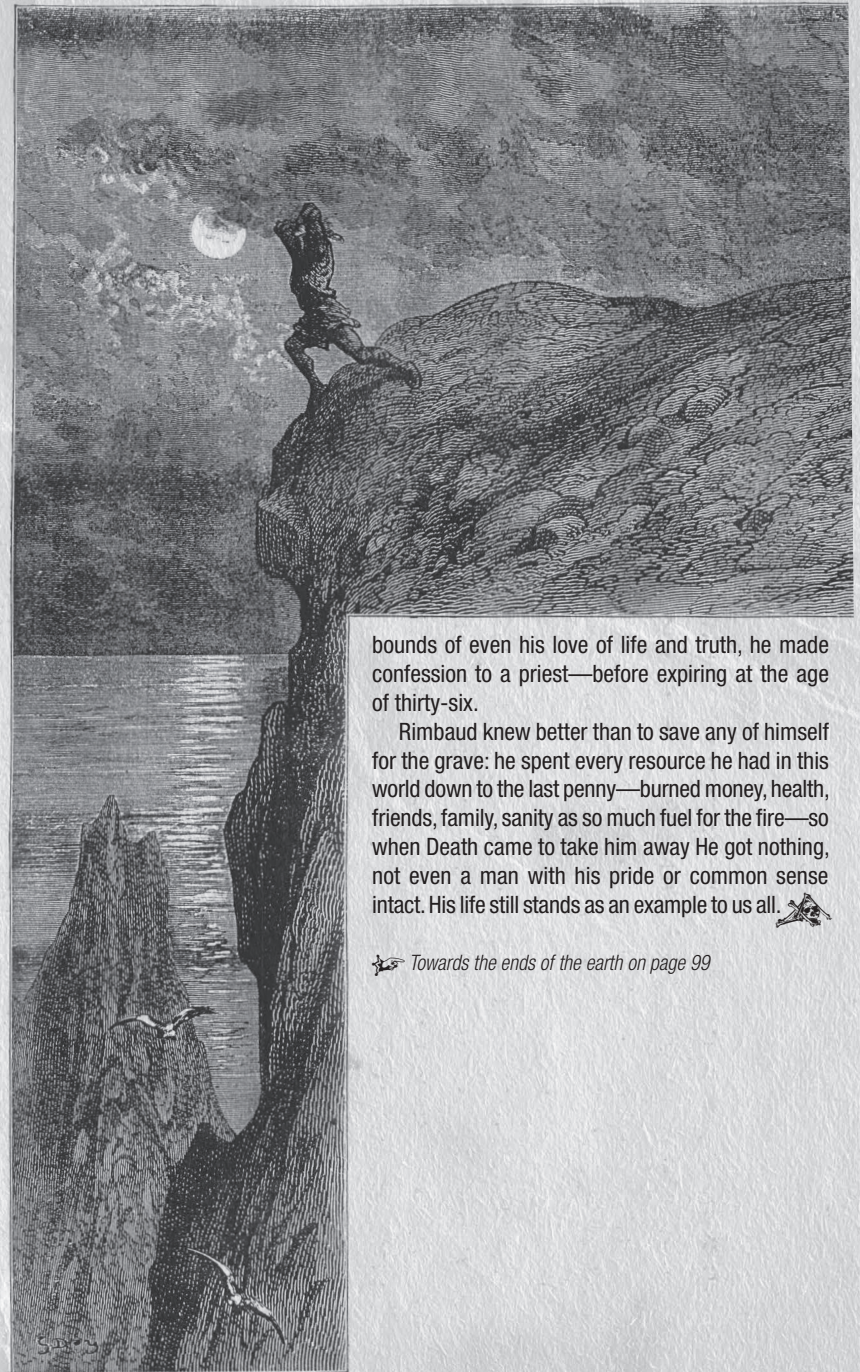 bounds of even his love of life and truth, he made
confession to a priest—before expiring at the age
of thirty-six.
Rimbaud knew better than to save any of himself
for the grave: he spent every resource he had in this
world down to the last penny—burned money, health,
friends, family, sanity as so much fuel for the fire—so
when Death came to take him away He got nothing,
not even a man with his pride or common sense
intact. His life still stands as an example to us all.
Towards the ends of the earth on page 99